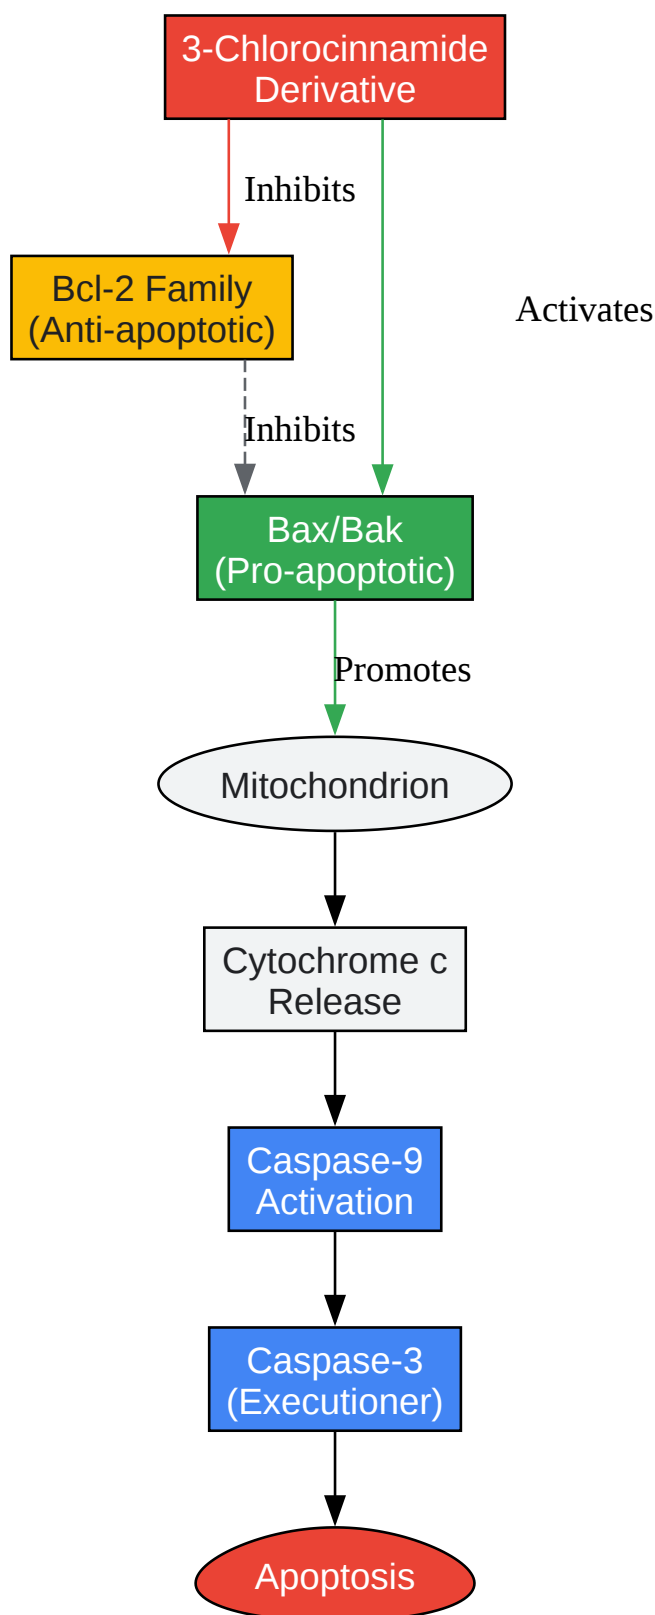 3-Chlorocinnamide
Derivative
Inhibits
Bcl-2 Family
(Anti-apoptotic)
Activates
Inhibits
Bax/Bak
(Pro-apoptotic)
Promotes
Mitochondrion
Cytochrome c
Release
Caspase-9
Activation
Caspase-3
(Executioner)
Apoptosis